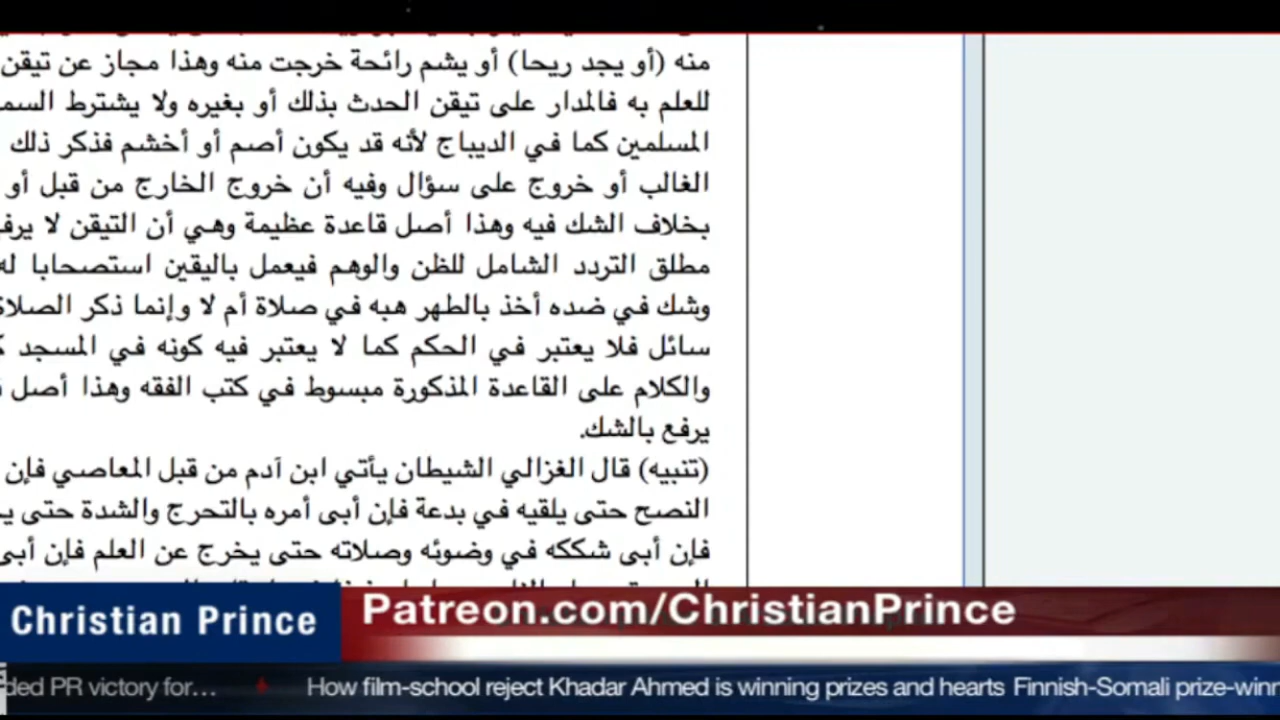 منه (أو يجد ريحا) أو يشم رائحة خرجت منه وهذا مجاز عن تيقن
للعلم به فالمدار على تيقن الحدث بذلك أو بغيره ولا يشترط
المسلمين كما في الديباج لأنه قد يكون أصم أو أخشم فذكر ذلك
الغالب أو خروج على سؤال وفيه أن خروج الخارج من قبل أو
بخلاف الشك فيه وهذا أصل قاعدة عظيمة وهي أن التيقن لا
مطلق التردد الشامل للظن والوهم فيعمل باليقين استصحابا
وشك في ضده أخذ بالطهر هبه في صلاة أم لا وإنما ذكر الصلاة
سائل فلا يعتبر في الحكم كما لا يعتبر فيه كونه في المسجد
والكلام على القاعدة المذكورة مبسوط في كتب الفقه وهذا أصل
يرفع بالشك.
(تنبيه) قال الغزالي الشيطان يأتي ابن آدم من قبل المعاصي فإن
النصح حتى يلقيه في بدعة فإن أبى أمره بالتحرج والشدة حتى
فإن أبى شككه في وضوئه وصلاته حتى يخرج عن العلم فإن أبى
Christian Prince
Patreon.com/ChristianPrince
ded PR victory for… How film-school reject Khadar Ahmed is winning prizes and hearts Finnish-Somali prize-winn